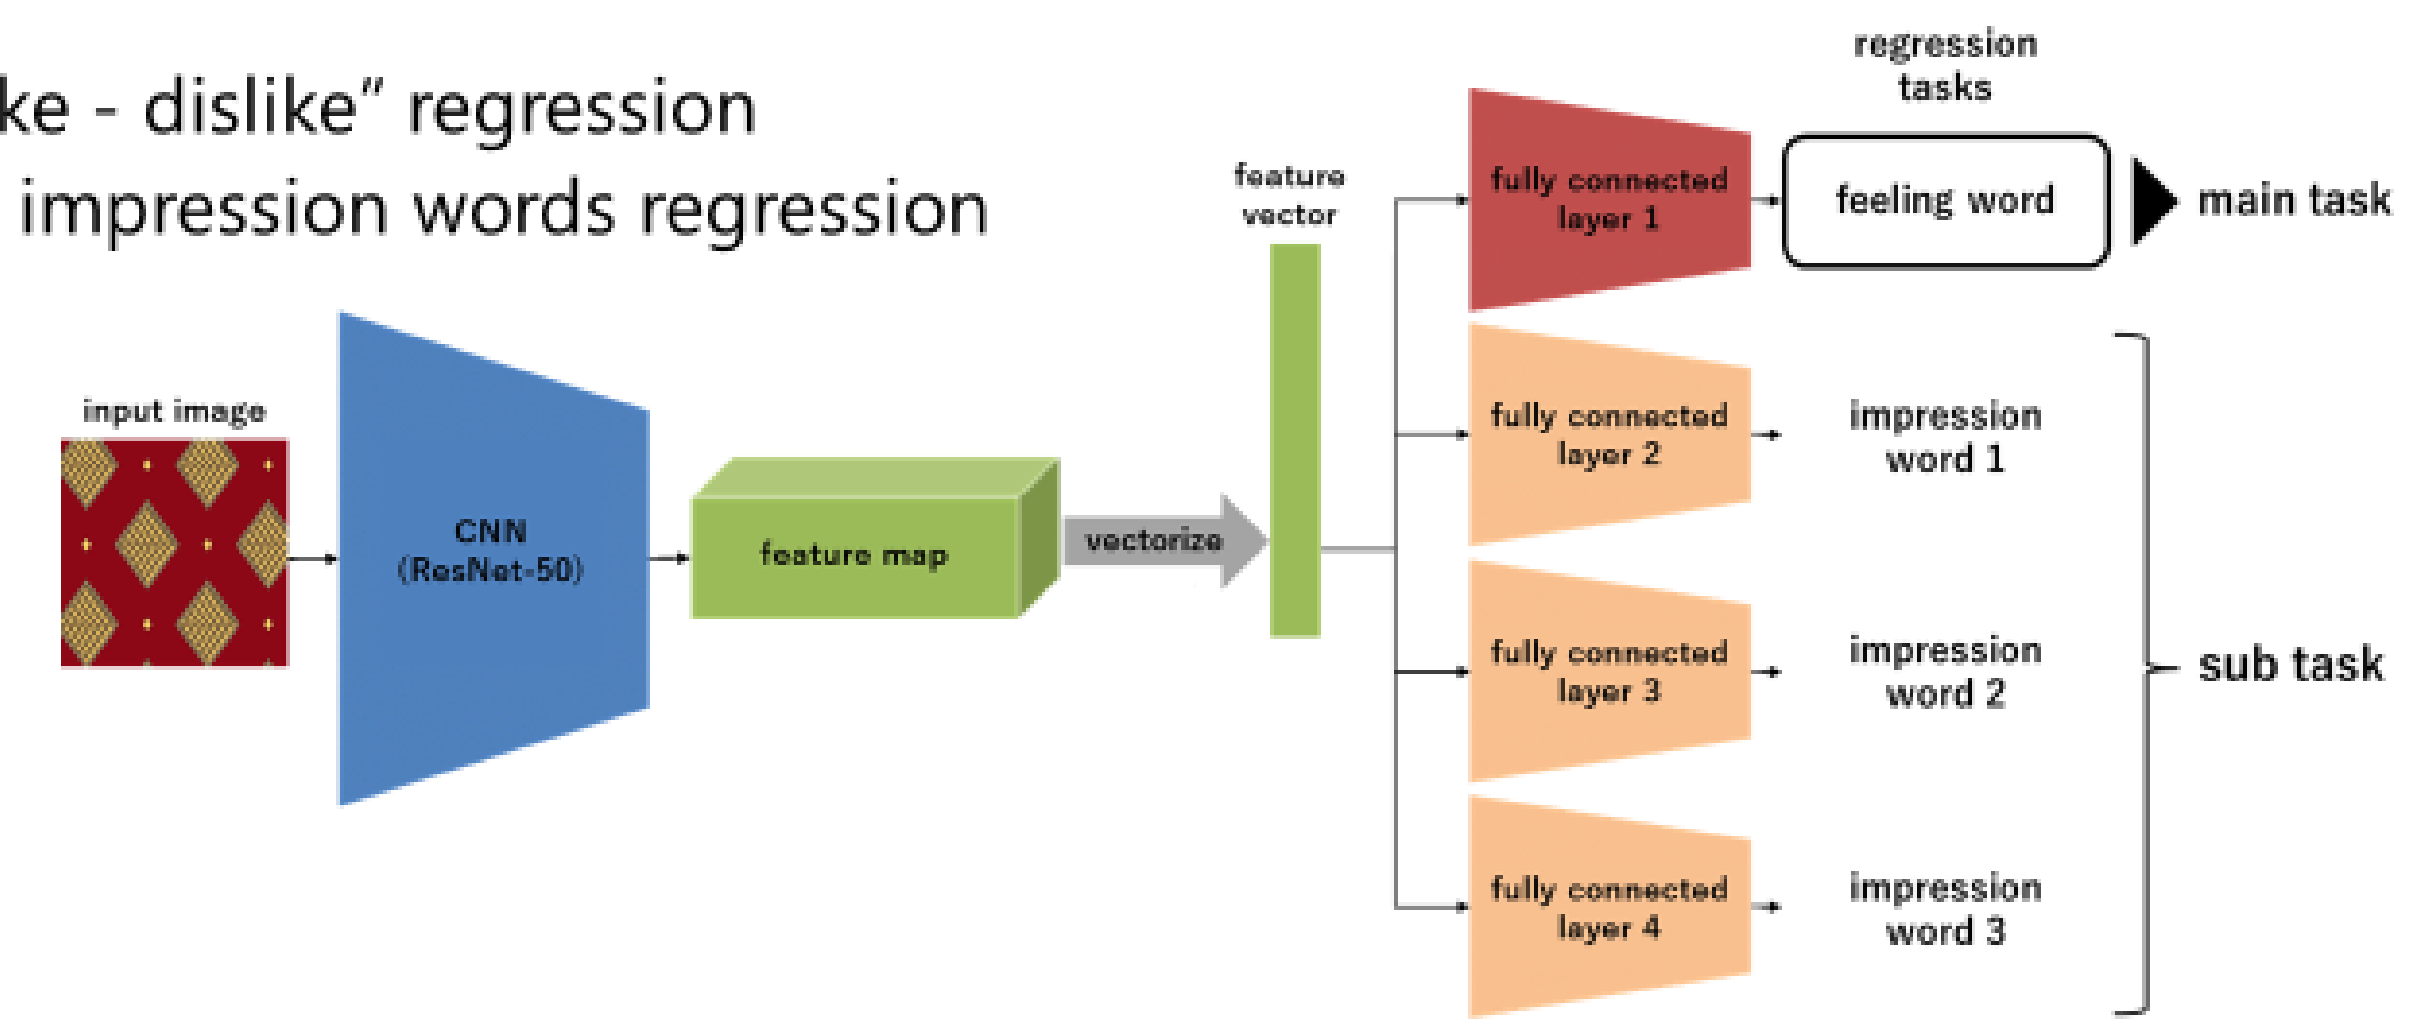 ke - dislike” regression
impression words regression
input image
CNN
(ResNet-50)
feature map
vectorize
feature
vector
regression
tasks
fully connected
layer 1
feeling word
main task
fully connected
layer 2
impression
word 1
fully connected
layer 3
impression
word 2
sub task
fully connected
layer 4
impression
word 3